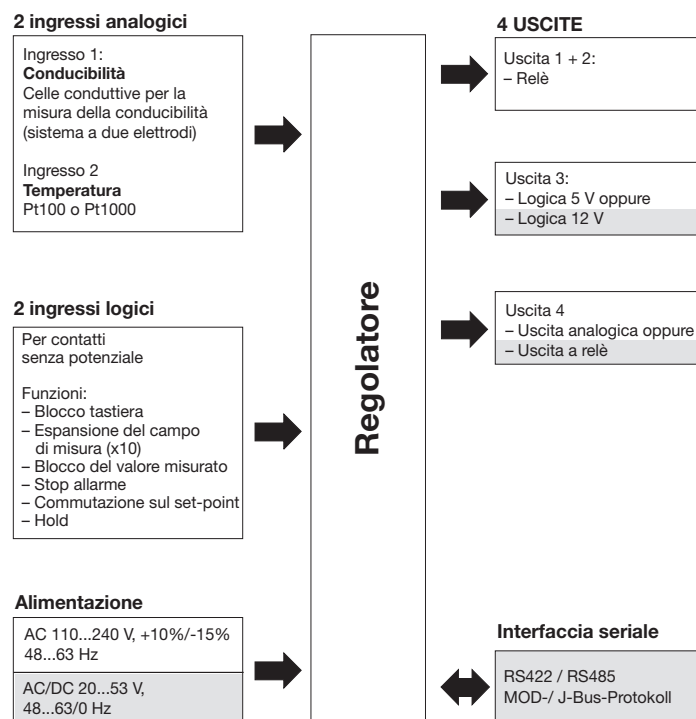 2 ingressi analogici
Ingresso 1:
Conducibilità
Celle conduttive per la
misura della conducibilità
(sistema a due elettrodi)
Ingresso 2
Temperatura
Pt100 o Pt1000
2 ingressi logici
Per contatti
senza potenziale
Funzioni:
– Blocco tastiera
– Espansione del campo
di misura (x10)
– Blocco del valore misurato
– Stop allarme
– Commutazione sul set-point
– Hold
Alimentazione
AC 110...240 V, +10%/-15%
48...63 Hz
AC/DC 20...53 V,
48...63/0 Hz
Regolatore
4 USCITE
Uscita 1 + 2:
– Relè
Uscita 3:
– Logica 5 V oppure
– Logica 12 V
Uscita 4
– Uscita analogica oppure
– Uscita a relè
Interfaccia seriale
RS422 / RS485
MOD-/ J-Bus-Protokoll